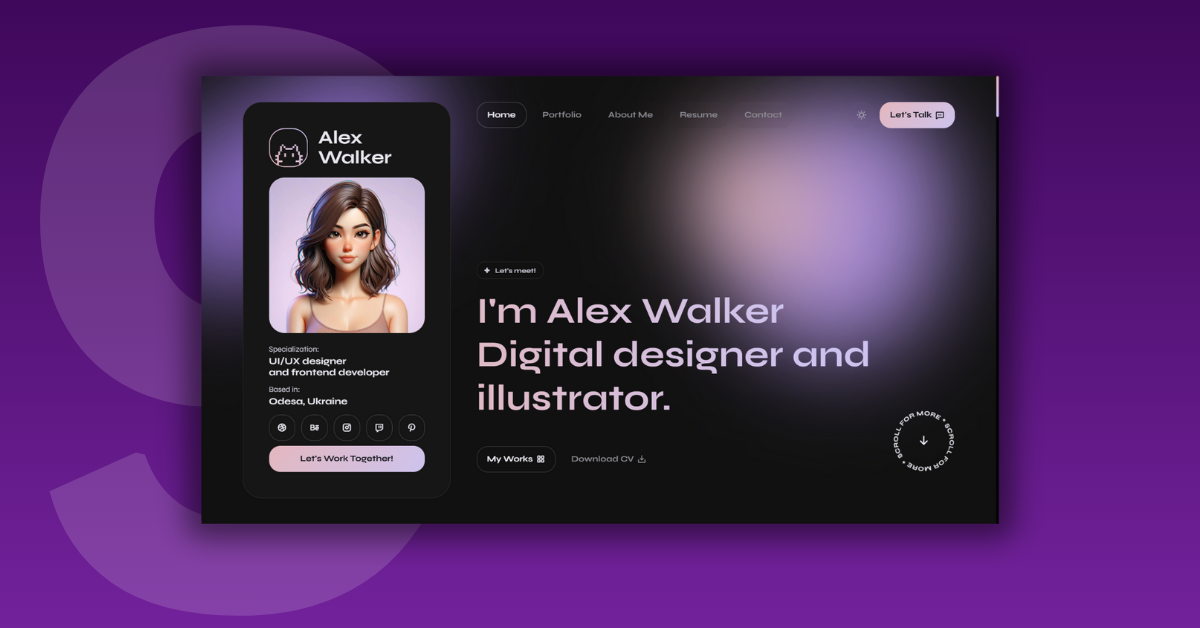 9
Alex
Walker
Specialization:
UI/UX designer
and frontend developer
Based in:
Odesa, Ukraine
Bē
Let's Work Together!
Home
Portfolio
About Me
Resume
Contact
Let's Talk
Let's meet!
I'm Alex Walker
Digital designer and
illustrator.
My Works
Download CV
SCROLL FOR MORE • SCROLL FOR MORE •